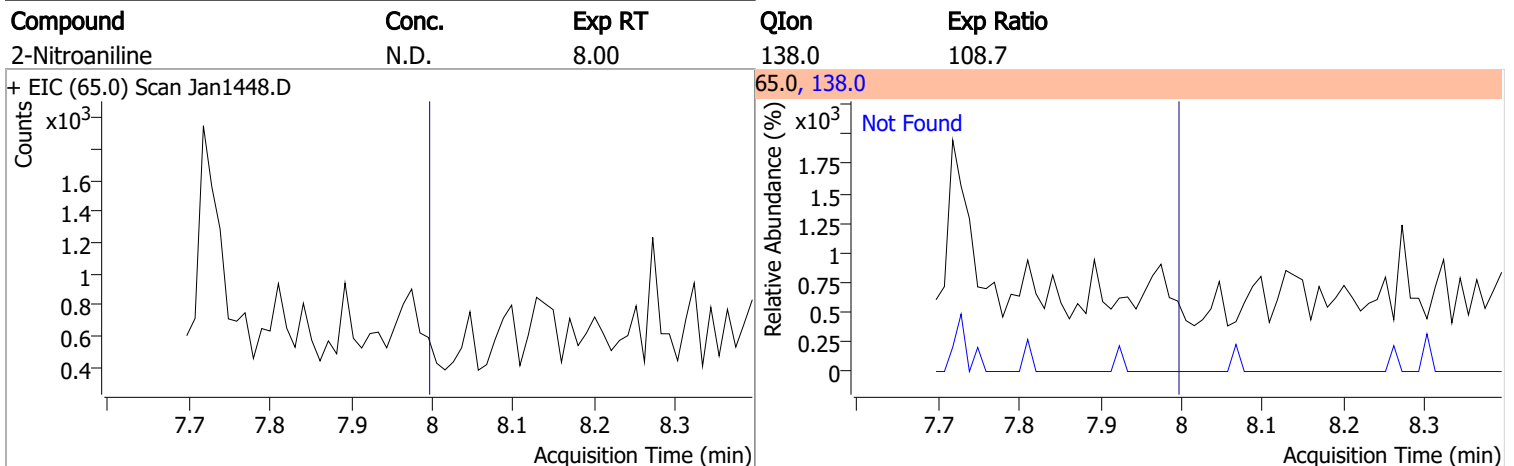 Compound Conc. Exp RT QIon Exp Ratio
2-Nitroaniline N.D. 8.00 138.0 108.7
+ EIC (65.0) Scan Jan1448.D
Counts
x10³
1.6
1.4
1.2
1
0.8
0.6
0.4
7.7 7.8 7.9 8 8.1 8.2 8.3
Acquisition Time (min)
65.0, 138.0
Relative Abundance (%)
x10³
Not Found
1.75
1.5
1.25
1
0.75
0.5
0.25
0
7.7 7.8 7.9 8 8.1 8.2 8.3
Acquisition Time (min)